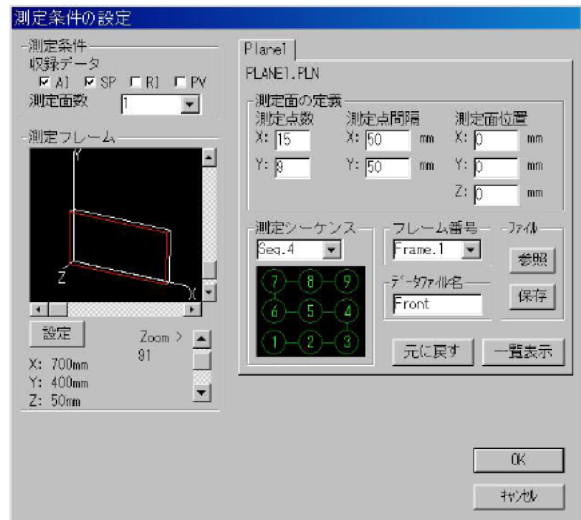 測定条件の設定
測定条件
収録データ
AI SP RI PV
測定面数 1
測定フレーム
Y
Z
X
設定
Zoom >
91
X: 700mm
Y: 400mm
Z: 50mm
Plane1
PLANE1.PLN
測定面の定義
測定点数 測定点間隔 測定面位置
X: 15 X: 50 mm X: 0 mm
Y: 9 Y: 50 mm Y: 0 mm
Z: 0 mm
測定シーケンス
Seq.4
7 8 9
6 5 4
1 2 3
フレーム番号
Frame.1
データファイル名
Front
ファイル
参照
保存
元に戻す
一覧表示
OK
キャンセル